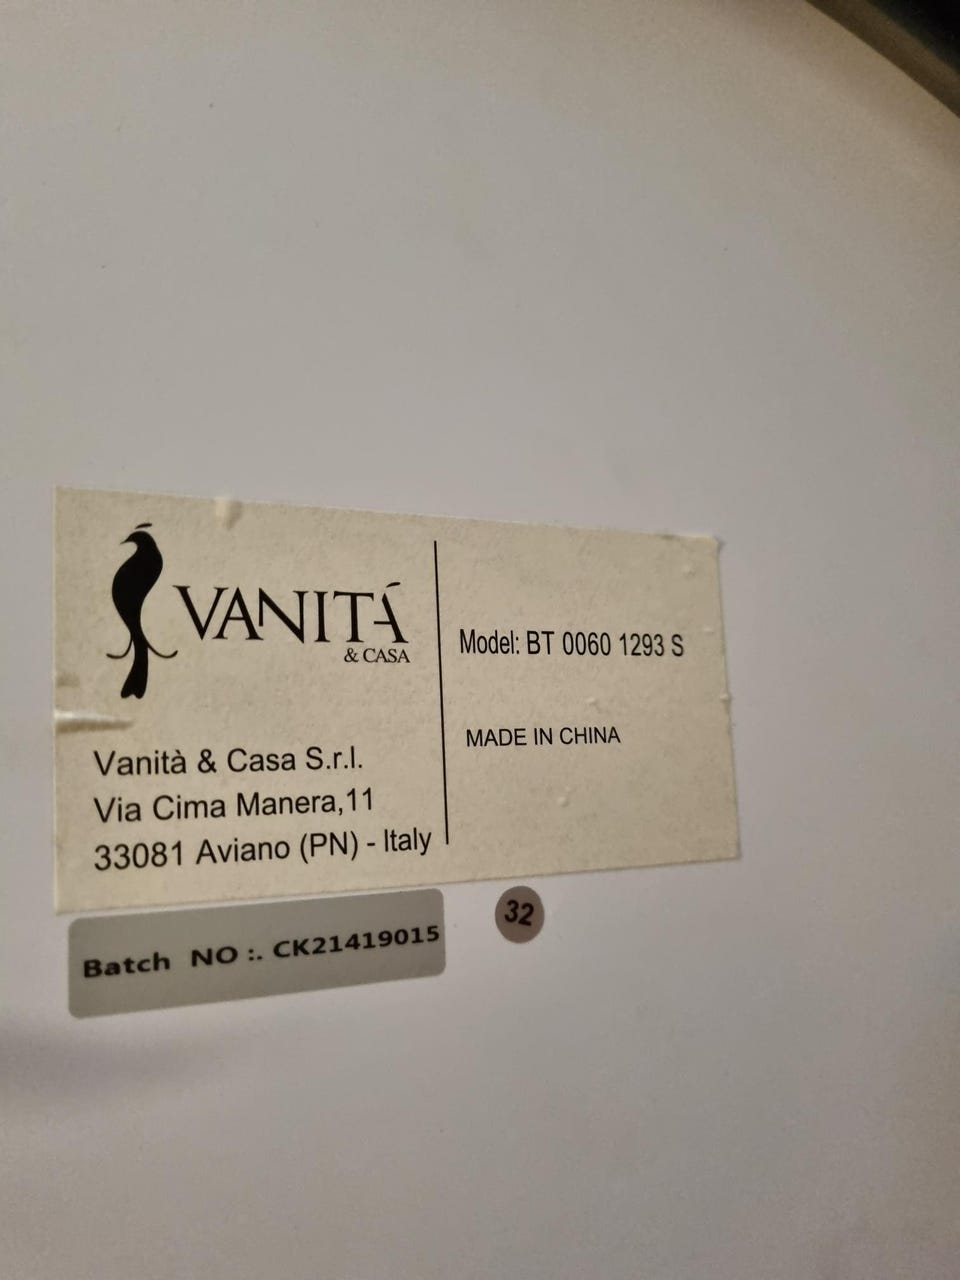 VANITÁ
& CASA
Vanità & Casa S.r.l.
Via Cima Manera,11
33081 Aviano (PN) - Italy
Model: BT 0060 1293 S
MADE IN CHINA
Batch NO :. CK21419015
32